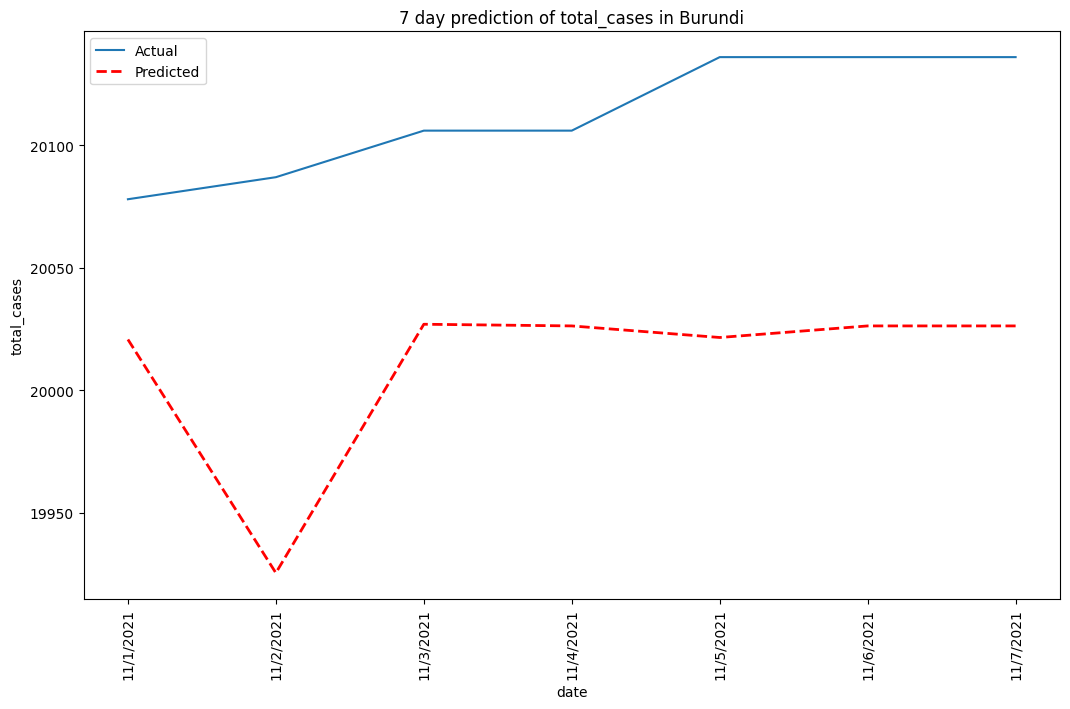 7 day prediction of total_cases in Burundi
Actual
Predicted
20100
20050
20000
19950
total_cases
11/1/2021
11/2/2021
11/3/2021
11/4/2021
11/5/2021
11/6/2021
11/7/2021
date